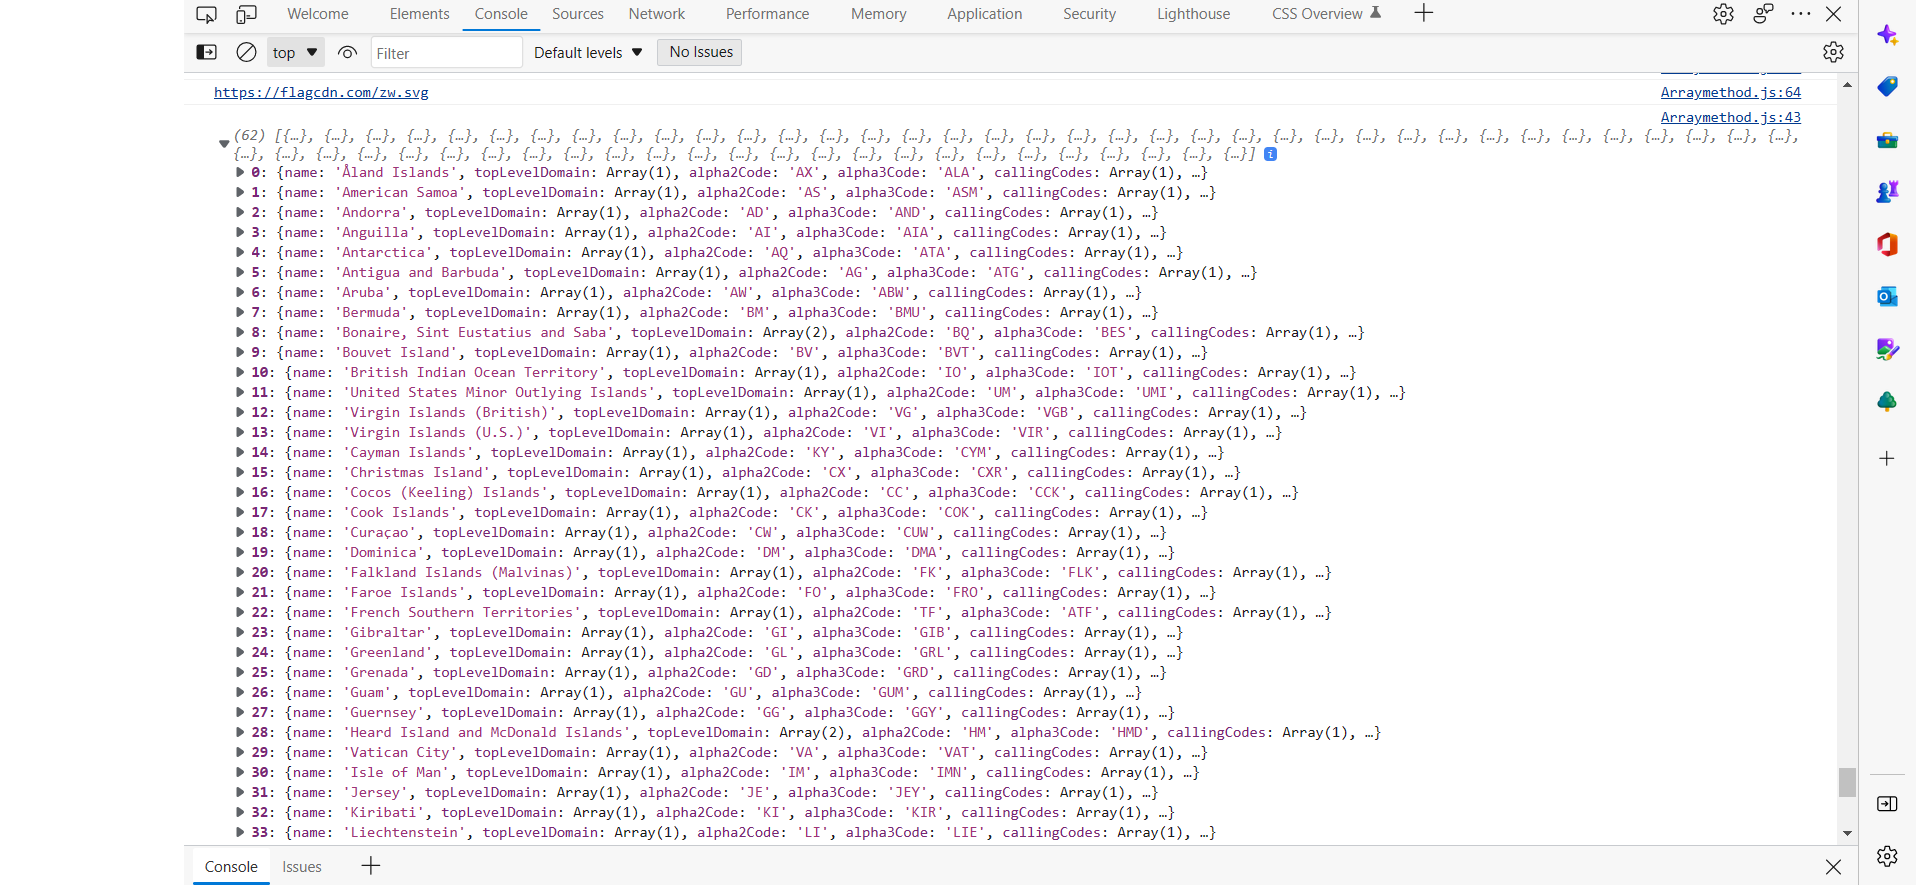 Welcome Elements Console Sources Network Performance Memory Application Security Lighthouse CSS Overview
top Filter Default levels No Issues
https://flagcdn.com/zw.svg Arraymethod.js:64
Arraymethod.js:43
(62) [{…}, {…}, {…}, {…}, {…}, {…}, {…}, {…}, {…}, {…}, {…}, {…}, {…}, {…}, {…}, {…}, {…}, {…}, {…}, {…}, {…}, {…}, {…}, {…}, {…}, {…}, {…}, {…}, {…}, {…}, {…}, {…}, {…}, {…}, {…}, {…}, {…},
{…}, {…}, {…}, {…}, {…}, {…}, {…}, {…}, {…}, {…}, {…}, {…}, {…}, {…}, {…}, {…}, {…}, {…}, {…}, {…}, {…}, {…}, {…}, {…}, {…}] i
0: {name: 'Åland Islands', topLevelDomain: Array(1), alpha2Code: 'AX', alpha3Code: 'ALA', callingCodes: Array(1), …}
1: {name: 'American Samoa', topLevelDomain: Array(1), alpha2Code: 'AS', alpha3Code: 'ASM', callingCodes: Array(1), …}
2: {name: 'Andorra', topLevelDomain: Array(1), alpha2Code: 'AD', alpha3Code: 'AND', callingCodes: Array(1), …}
3: {name: 'Anguilla', topLevelDomain: Array(1), alpha2Code: 'AI', alpha3Code: 'AIA', callingCodes: Array(1), …}
4: {name: 'Antarctica', topLevelDomain: Array(1), alpha2Code: 'AQ', alpha3Code: 'ATA', callingCodes: Array(1), …}
5: {name: 'Antigua and Barbuda', topLevelDomain: Array(1), alpha2Code: 'AG', alpha3Code: 'ATG', callingCodes: Array(1), …}
6: {name: 'Aruba', topLevelDomain: Array(1), alpha2Code: 'AW', alpha3Code: 'ABW', callingCodes: Array(1), …}
7: {name: 'Bermuda', topLevelDomain: Array(1), alpha2Code: 'BM', alpha3Code: 'BMU', callingCodes: Array(1), …}
8: {name: 'Bonaire, Sint Eustatius and Saba', topLevelDomain: Array(2), alpha2Code: 'BQ', alpha3Code: 'BES', callingCodes: Array(1), …}
9: {name: 'Bouvet Island', topLevelDomain: Array(1), alpha2Code: 'BV', alpha3Code: 'BVT', callingCodes: Array(1), …}
10: {name: 'British Indian Ocean Territory', topLevelDomain: Array(1), alpha2Code: 'IO', alpha3Code: 'IOT', callingCodes: Array(1), …}
11: {name: 'United States Minor Outlying Islands', topLevelDomain: Array(1), alpha2Code: 'UM', alpha3Code: 'UMI', callingCodes: Array(1), …}
12: {name: 'Virgin Islands (British)', topLevelDomain: Array(1), alpha2Code: 'VG', alpha3Code: 'VGB', callingCodes: Array(1), …}
13: {name: 'Virgin Islands (U.S.)', topLevelDomain: Array(1), alpha2Code: 'VI', alpha3Code: 'VIR', callingCodes: Array(1), …}
14: {name: 'Cayman Islands', topLevelDomain: Array(1), alpha2Code: 'KY', alpha3Code: 'CYM', callingCodes: Array(1), …}
15: {name: 'Christmas Island', topLevelDomain: Array(1), alpha2Code: 'CX', alpha3Code: 'CXR', callingCodes: Array(1), …}
16: {name: 'Cocos (Keeling) Islands', topLevelDomain: Array(1), alpha2Code: 'CC', alpha3Code: 'CCK', callingCodes: Array(1), …}
17: {name: 'Cook Islands', topLevelDomain: Array(1), alpha2Code: 'CK', alpha3Code: 'COK', callingCodes: Array(1), …}
18: {name: 'Curaçao', topLevelDomain: Array(1), alpha2Code: 'CW', alpha3Code: 'CUW', callingCodes: Array(1), …}
19: {name: 'Dominica', topLevelDomain: Array(1), alpha2Code: 'DM', alpha3Code: 'DMA', callingCodes: Array(1), …}
20: {name: 'Falkland Islands (Malvinas)', topLevelDomain: Array(1), alpha2Code: 'FK', alpha3Code: 'FLK', callingCodes: Array(1), …}
21: {name: 'Faroe Islands', topLevelDomain: Array(1), alpha2Code: 'FO', alpha3Code: 'FRO', callingCodes: Array(1), …}
22: {name: 'French Southern Territories', topLevelDomain: Array(1), alpha2Code: 'TF', alpha3Code: 'ATF', callingCodes: Array(1), …}
23: {name: 'Gibraltar', topLevelDomain: Array(1), alpha2Code: 'GI', alpha3Code: 'GIB', callingCodes: Array(1), …}
24: {name: 'Greenland', topLevelDomain: Array(1), alpha2Code: 'GL', alpha3Code: 'GRL', callingCodes: Array(1), …}
25: {name: 'Grenada', topLevelDomain: Array(1), alpha2Code: 'GD', alpha3Code: 'GRD', callingCodes: Array(1), …}
26: {name: 'Guam', topLevelDomain: Array(1), alpha2Code: 'GU', alpha3Code: 'GUM', callingCodes: Array(1), …}
27: {name: 'Guernsey', topLevelDomain: Array(1), alpha2Code: 'GG', alpha3Code: 'GGY', callingCodes: Array(1), …}
28: {name: 'Heard Island and McDonald Islands', topLevelDomain: Array(2), alpha2Code: 'HM', alpha3Code: 'HMD', callingCodes: Array(1), …}
29: {name: 'Vatican City', topLevelDomain: Array(1), alpha2Code: 'VA', alpha3Code: 'VAT', callingCodes: Array(1), …}
30: {name: 'Isle of Man', topLevelDomain: Array(1), alpha2Code: 'IM', alpha3Code: 'IMN', callingCodes: Array(1), …}
31: {name: 'Jersey', topLevelDomain: Array(1), alpha2Code: 'JE', alpha3Code: 'JEY', callingCodes: Array(1), …}
32: {name: 'Kiribati', topLevelDomain: Array(1), alpha2Code: 'KI', alpha3Code: 'KIR', callingCodes: Array(1), …}
33: {name: 'Liechtenstein', topLevelDomain: Array(1), alpha2Code: 'LI', alpha3Code: 'LIE', callingCodes: Array(1), …}
Console Issues